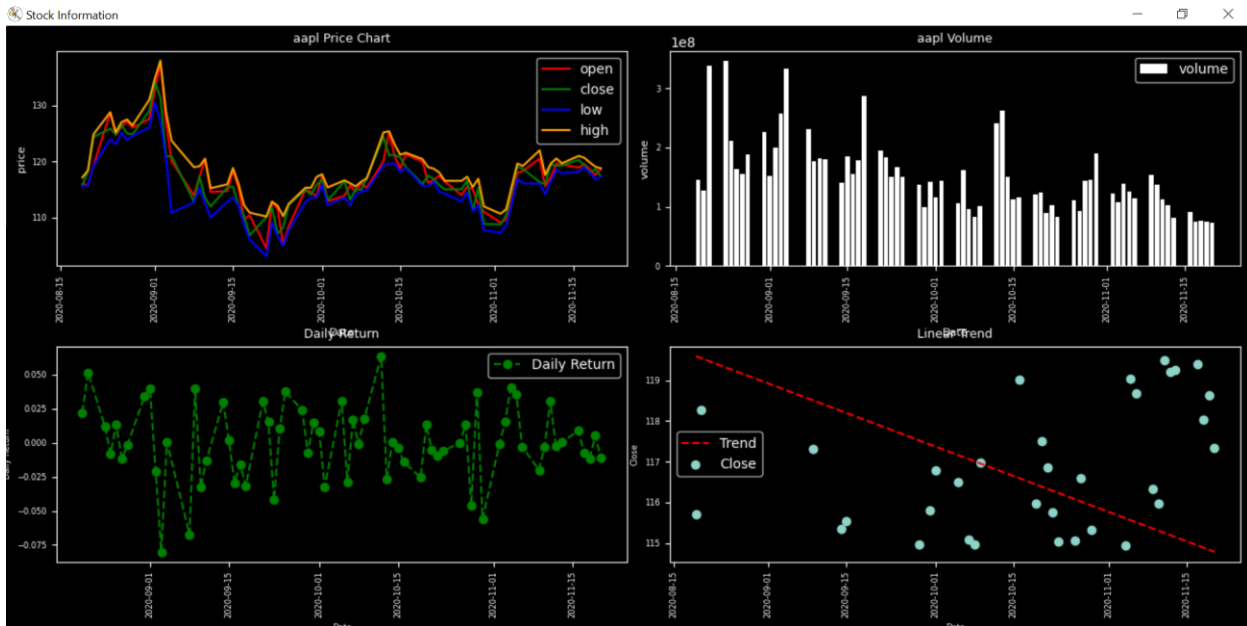 Stock Information
aapl Price Chart
open
close
low
high
130
120
110
price
2020-08-15
2020-09-01
2020-09-15
2020-10-01
2020-10-15
2020-11-01
2020-11-15
Date
aapl Volume
1e8
volume
3
2
1
0
volume
2020-08-15
2020-09-01
2020-09-15
2020-10-01
2020-10-15
2020-11-01
2020-11-15
Date
Daily Return
Daily Return
0.050
0.025
0.000
−0.025
−0.050
−0.075
Daily Return
2020-09-01
2020-09-15
2020-10-01
2020-10-15
2020-11-01
2020-11-15
Date
Linear Trend
Trend
Close
119
118
117
116
115
Close
2020-08-15
2020-09-01
2020-09-15
2020-10-01
2020-10-15
2020-11-01
2020-11-15
Date